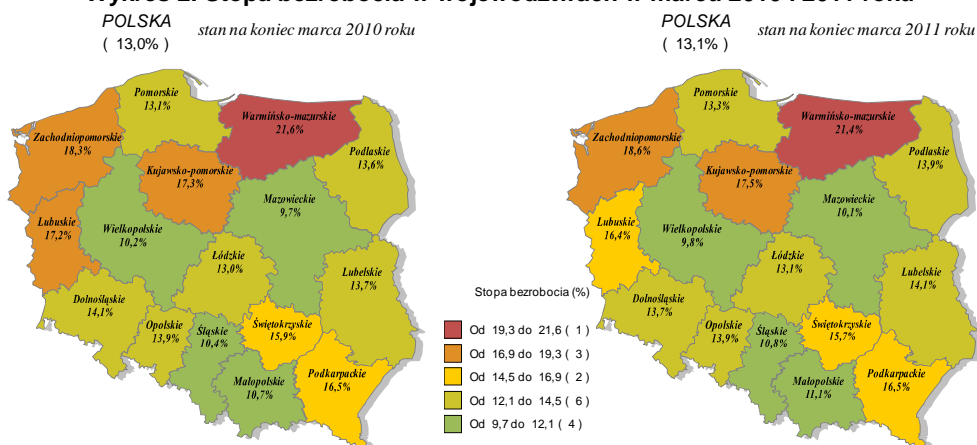 POLSKA
( 13,0% )
stan na koniec marca 2010 roku
Pomorskie
13,1%
Warmińsko-mazurskie
21,6%
Zachodniopomorskie
18,3%
Podlaskie
13,6%
Kujawsko-pomorskie
17,3%
Mazowieckie
9,7%
Lubuskie
17,2%
Wielkopolskie
10,2%
Łódzkie
13,0%
Lubelskie
13,7%
Dolnośląskie
14,1%
Opolskie
13,9%
Śląskie
10,4%
Świętokrzyskie
15,9%
Małopolskie
10,7%
Podkarpackie
16,5%
Stopa bezrobocia (%)
Od 19,3 do 21,6 ( 1 )
Od 16,9 do 19,3 ( 3 )
Od 14,5 do 16,9 ( 2 )
Od 12,1 do 14,5 ( 6 )
Od 9,7 do 12,1 ( 4 )
POLSKA
( 13,1% )
stan na koniec marca 2011 roku
Pomorskie
13,3%
Warmińsko-mazurskie
21,4%
Zachodniopomorskie
18,6%
Podlaskie
13,9%
Kujawsko-pomorskie
17,5%
Mazowieckie
10,1%
Lubuskie
16,4%
Wielkopolskie
9,8%
Łódzkie
13,1%
Lubelskie
14,1%
Dolnośląskie
13,7%
Opolskie
13,9%
Śląskie
10,8%
Świętokrzyskie
15,7%
Małopolskie
11,1%
Podkarpackie
16,5%